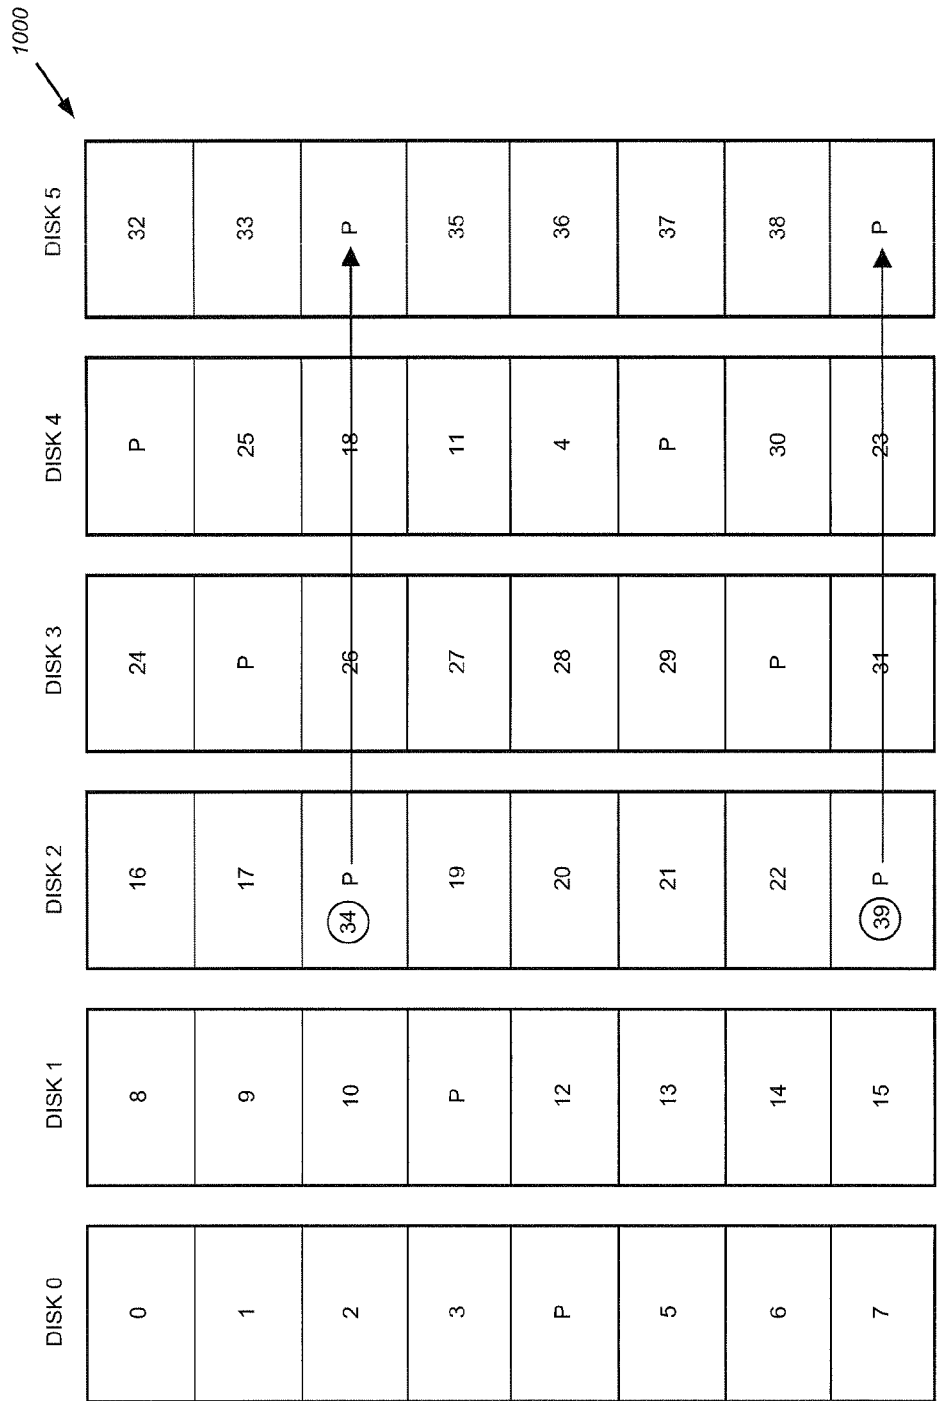 1000
DISK 0 DISK 1 DISK 2 DISK 3 DISK 4 DISK 5
0 8 16 24 P 32
1 9 17 P 25 33
2 10 34 P 26 18 P
3 P 19 27 11 35
P 12 20 28 4 36
5 13 21 29 P 37
6 14 22 P 30 38
7 15 39 P 31 23 P